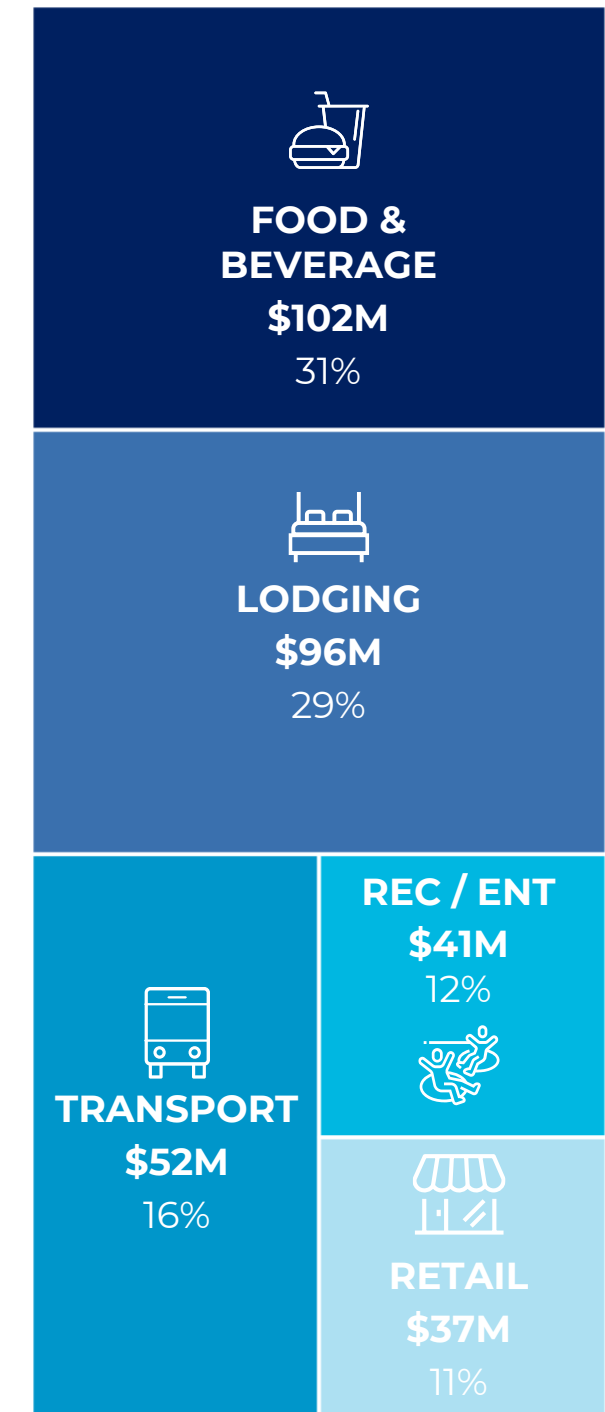 FOOD &
BEVERAGE
$102M
31%
LODGING
$96M
29%
TRANSPORT
$52M
16%
REC / ENT
$41M
12%
RETAIL
$37M
11%